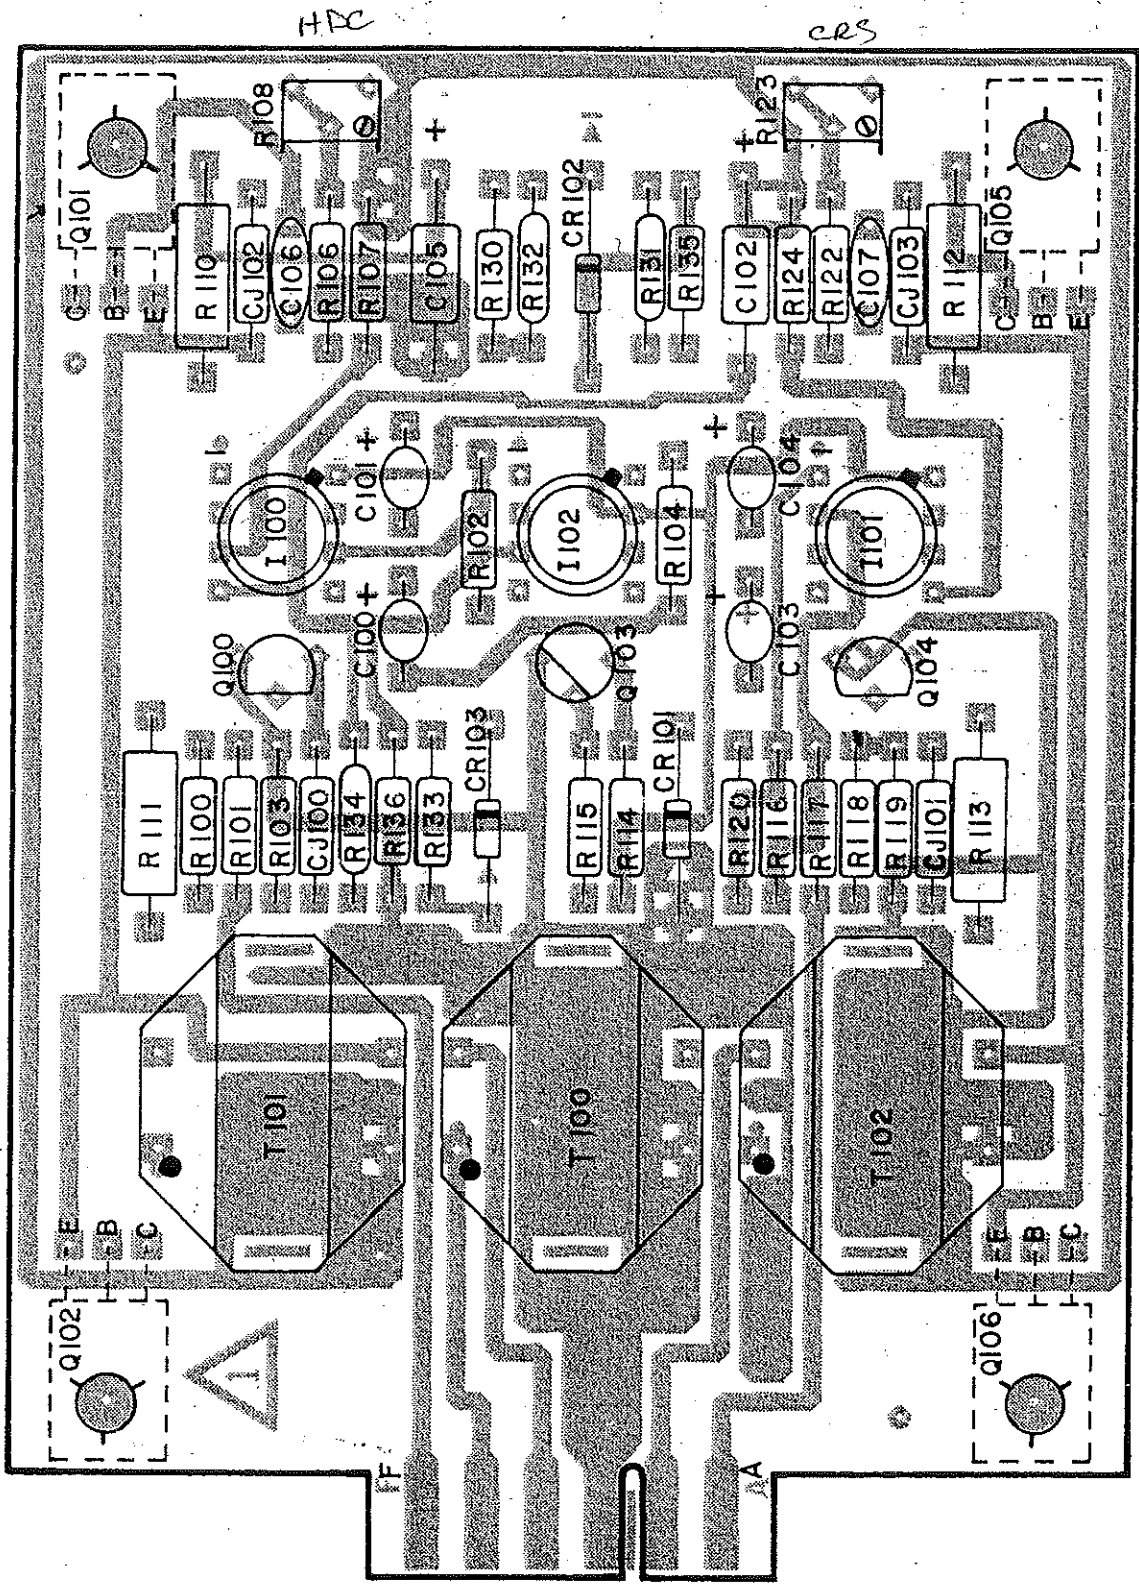 HDC
CRS
Q101
R108
R123
Q105
C
B
E
R110
CJ102
C106
R106
R107
+
C105
R130
R132
CR102
R131
R135
+
C102
R124
R122
C107
CJ103
R112
C
B
E
I100
C101
+
R102
I102
R104
+
C104
I101
Q100
C100
+
Q103
+
C103
Q104
R111
R100
R101
R103
CJ100
R134
R136
R133
CR103
R115
R114
CR101
R120
R116
R117
R118
R119
CJ101
R113
T101
T100
T102
E
B
C
E
B
C
Q102
1
Q106
F
A